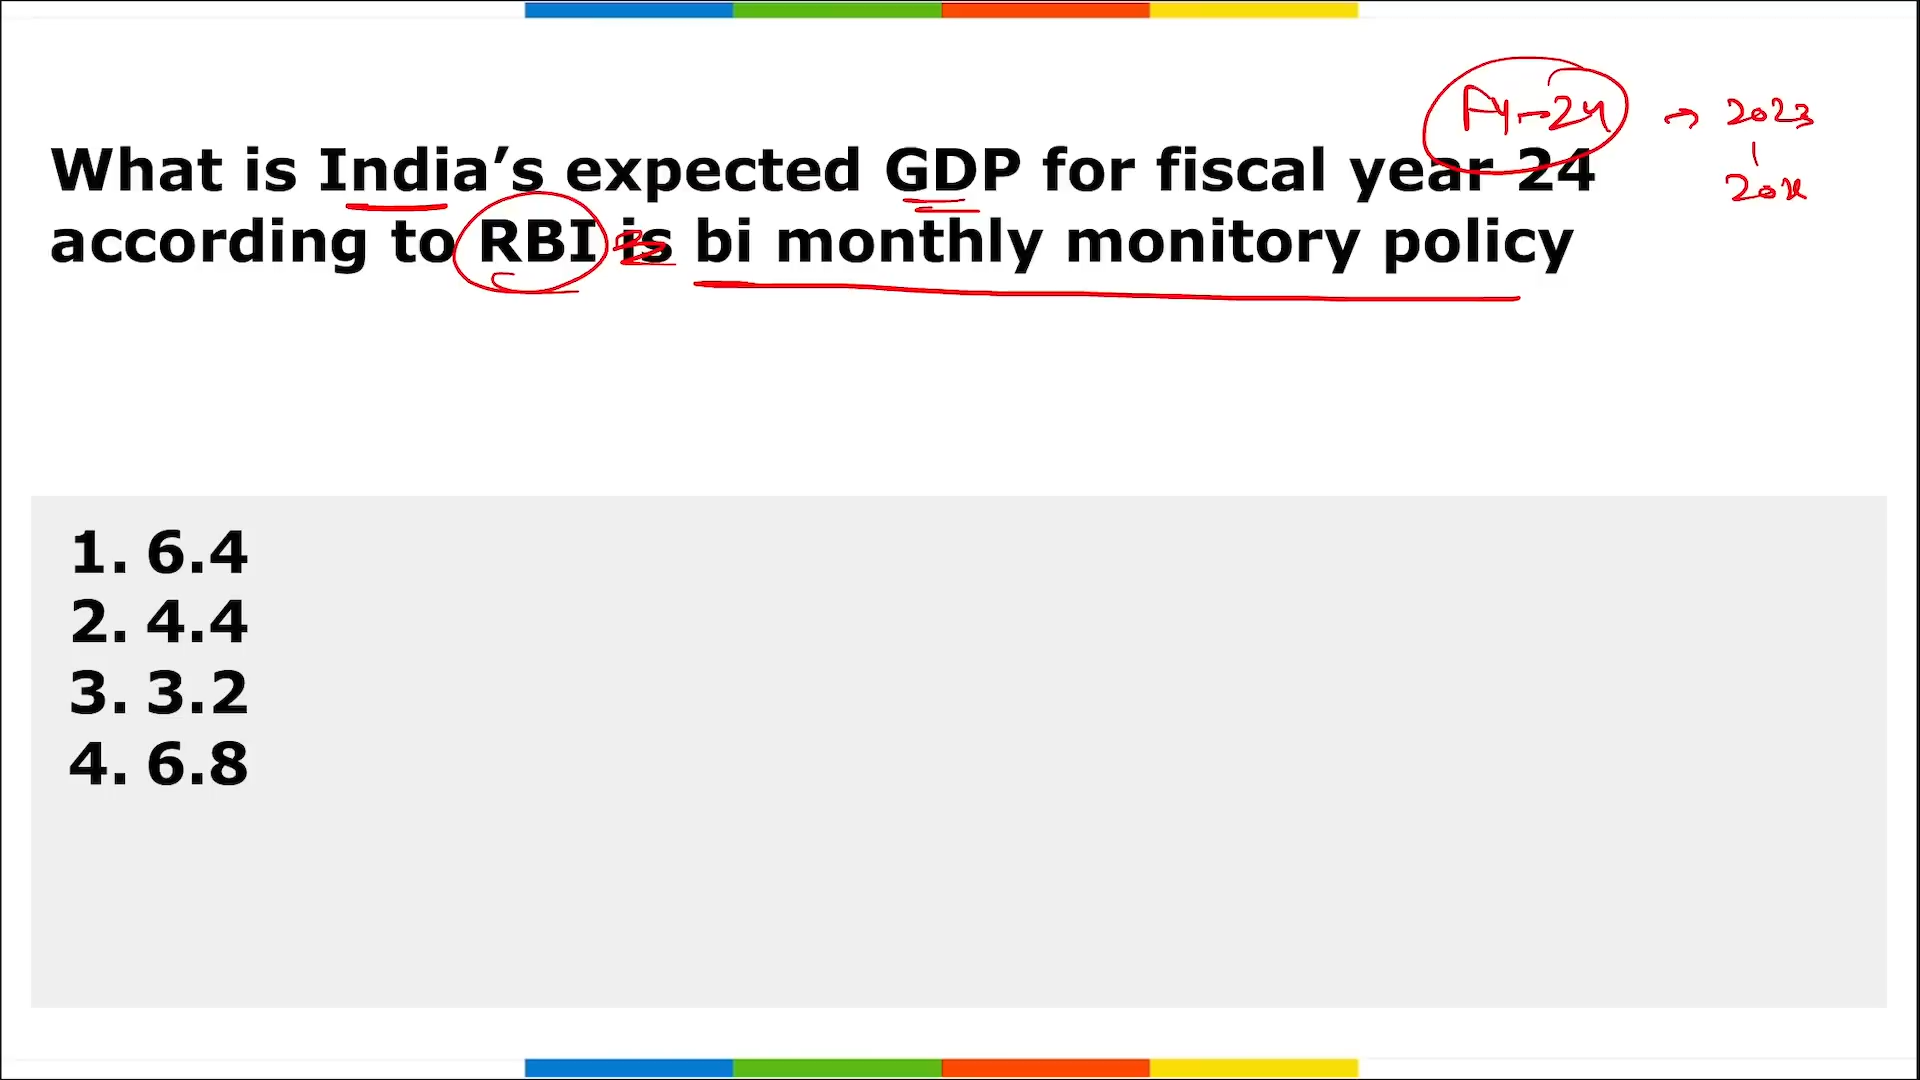 FY-24 → 2023
|
2024
What is India’s expected GDP for fiscal year 24
according to RBI is bi monthly monitory policy
1. 6.4
2. 4.4
3. 3.2
4. 6.8